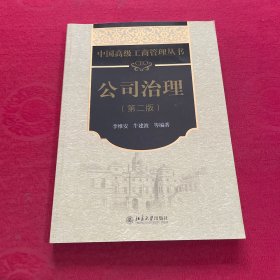 中国高级工商管理丛书
公司治理
(第二版)
李维安 牛建波 等编著
北京大学出版社